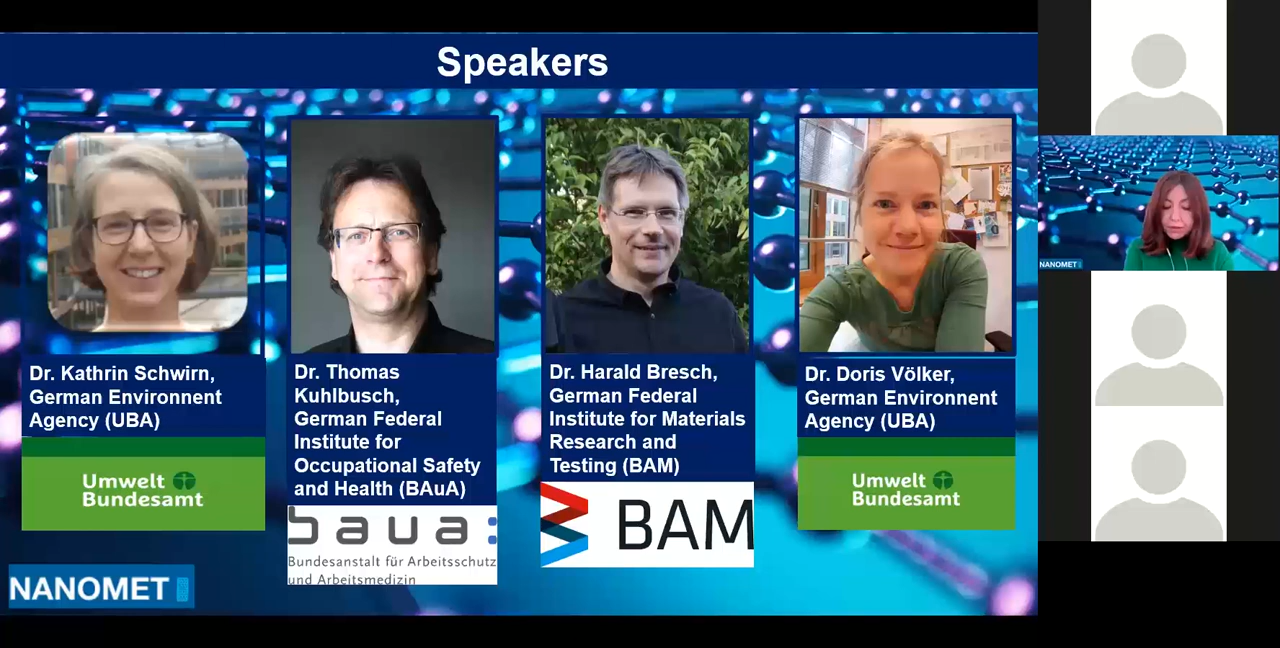 Speakers
Dr. Kathrin Schwirn,
German Environnent
Agency (UBA)
Umwelt
Bundesamt
Dr. Thomas
Kuhlbusch,
German Federal
Institute for
Occupational Safety
and Health (BAuA)
baua:
Bundesanstalt für Arbeitsschutz
und Arbeitsmedizin
Dr. Harald Bresch,
German Federal
Institute for Materials
Research and
Testing (BAM)
BAM
Dr. Doris Völker,
German Environnent
Agency (UBA)
Umwelt
Bundesamt
NANOMET
NANOMET